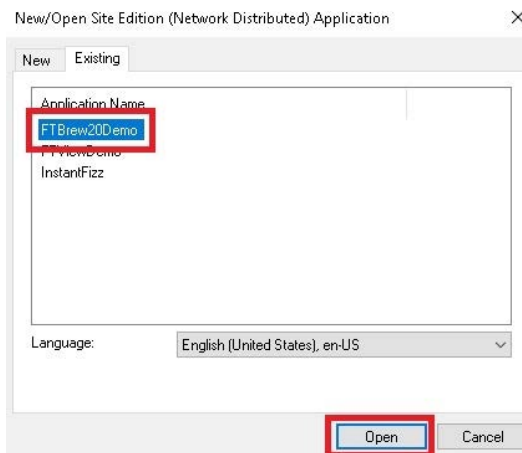 New/Open Site Edition (Network Distributed) Application
New Existing
Application Name
FTBrew20Demo
FTViewDemo
InstantFizz
Language: English (United States), en-US
Open Cancel